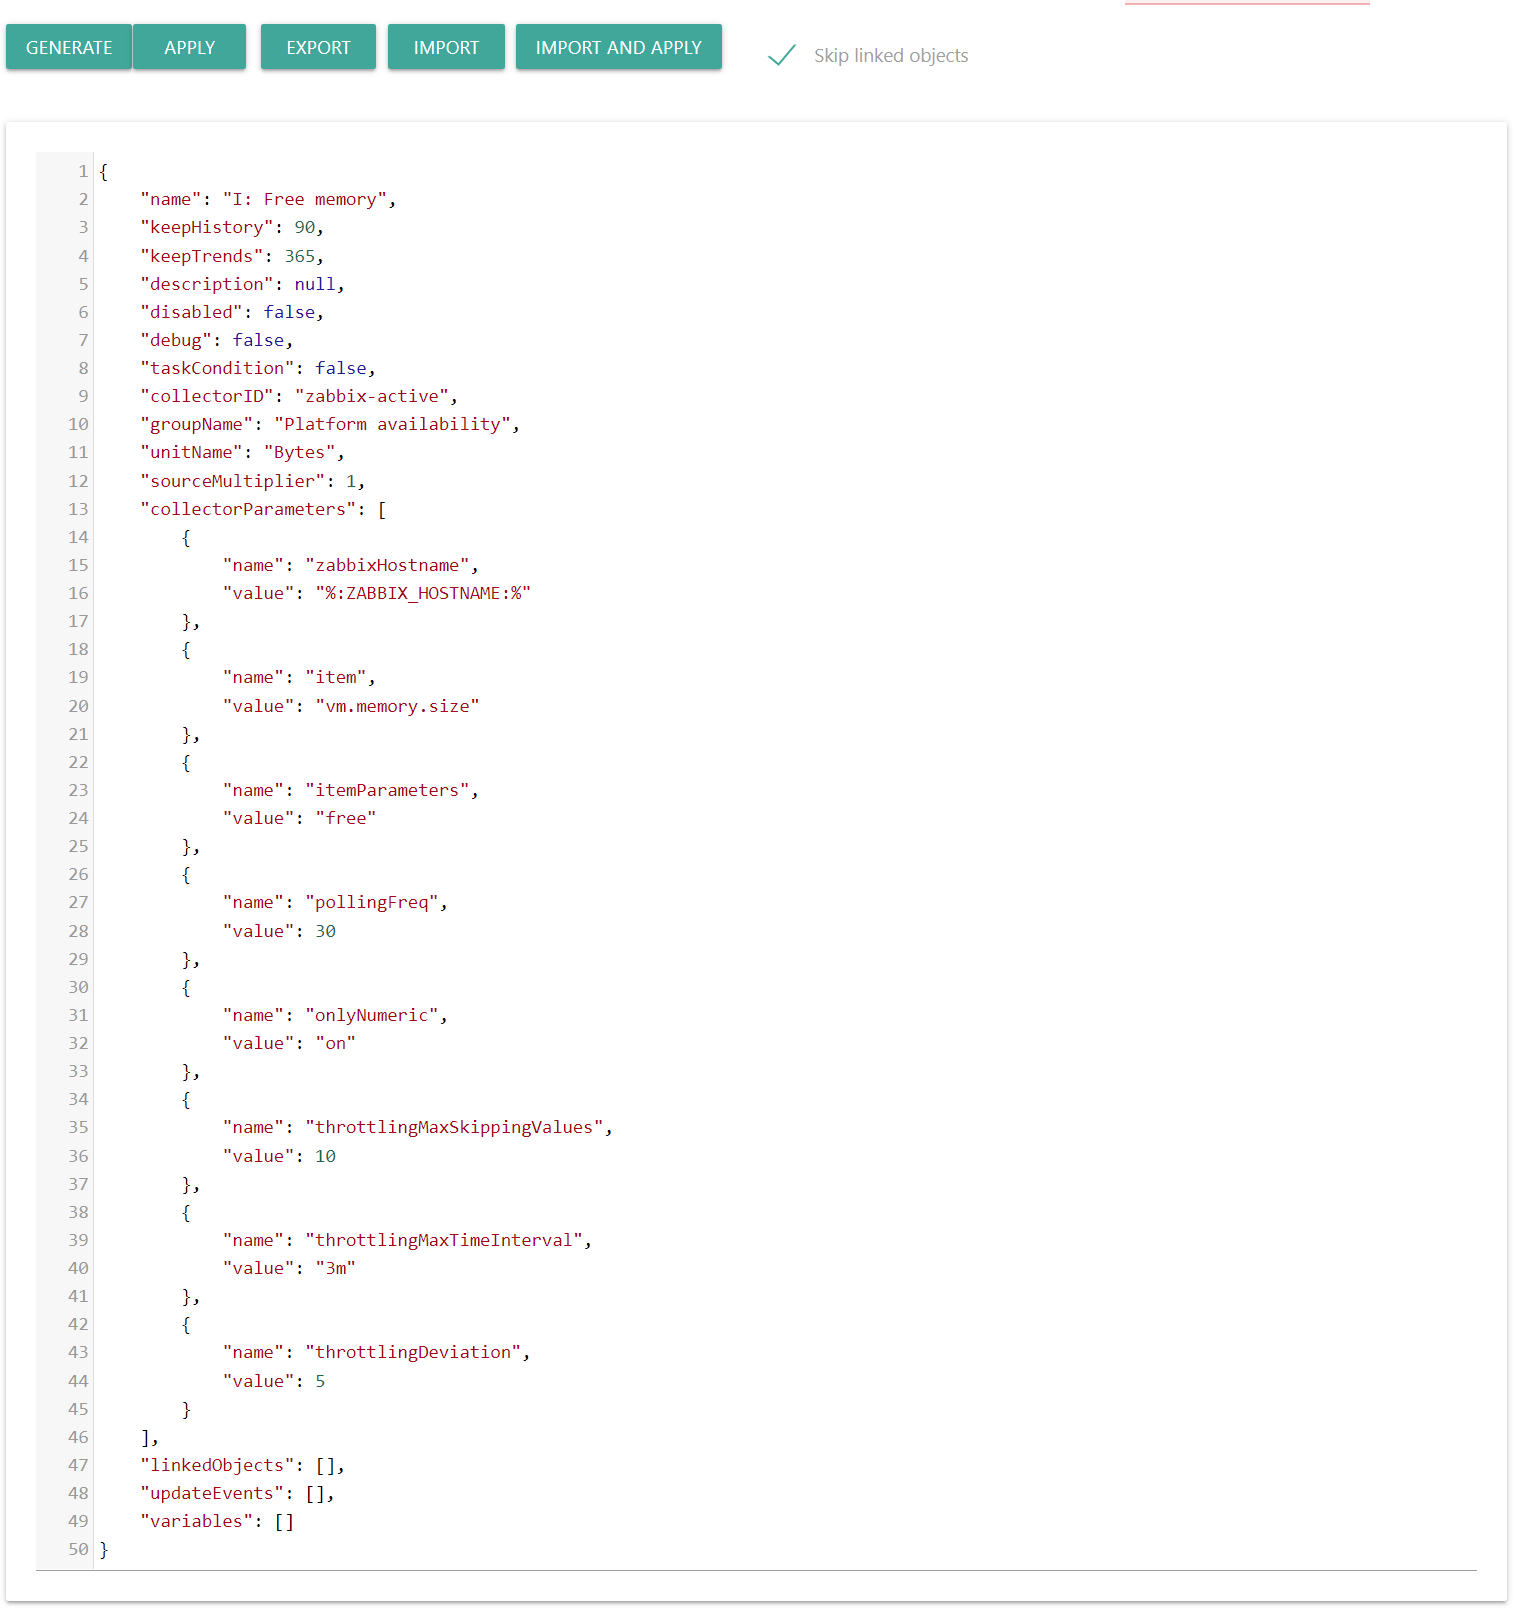 GENERATE APPLY EXPORT IMPORT IMPORT AND APPLY Skip linked objects
1 {
2     "name": "I: Free memory",
3     "keepHistory": 90,
4     "keepTrends": 365,
5     "description": null,
6     "disabled": false,
7     "debug": false,
8     "taskCondition": false,
9     "collectorID": "zabbix-active",
10     "groupName": "Platform availability",
11     "unitName": "Bytes",
12     "sourceMultiplier": 1,
13     "collectorParameters": [
14         {
15             "name": "zabbixHostname",
16             "value": "%:ZABBIX_HOSTNAME:%"
17         },
18         {
19             "name": "item",
20             "value": "vm.memory.size"
21         },
22         {
23             "name": "itemParameters",
24             "value": "free"
25         },
26         {
27             "name": "pollingFreq",
28             "value": 30
29         },
30         {
31             "name": "onlyNumeric",
32             "value": "on"
33         },
34         {
35             "name": "throttlingMaxSkippingValues",
36             "value": 10
37         },
38         {
39             "name": "throttlingMaxTimeInterval",
40             "value": "3m"
41         },
42         {
43             "name": "throttlingDeviation",
44             "value": 5
45         }
46     ],
47     "linkedObjects": [],
48     "updateEvents": [],
49     "variables": []
50 }